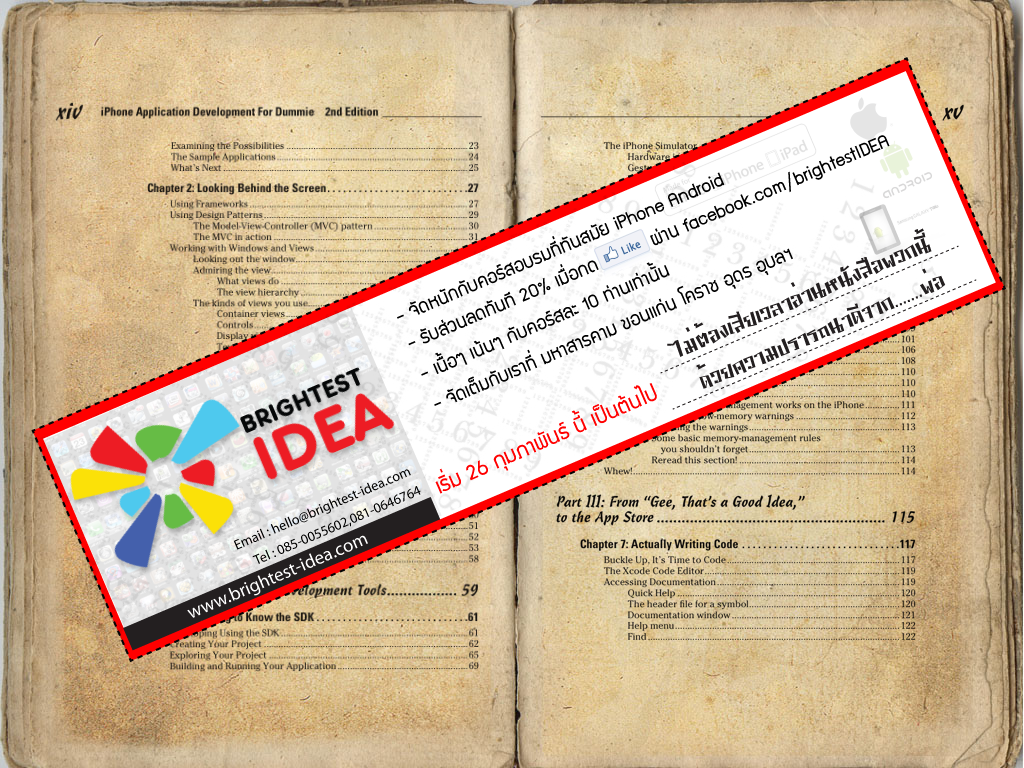 xiv iPhone Application Development For Dummie 2nd Edition
Examining the Possibilities 23
The Sample Applications 24
What's Next 25
Chapter 2: Looking Behind the Screen 27
Using Frameworks 27
Using Design Patterns 29
The Model-View-Controller (MVC) pattern 30
The MVC in action 31
Working with Windows and Views
Looking out the window
Admiring the view
What views do
The view hierarchy
The kinds of views you use
Container views
Controls
Display
51
52
53
58
velopment Tools 59
to Know the SDK 61
ping Using the SDK 61
Creating Your Project 62
Exploring Your Project 65
Building and Running Your Application 69
xv
The iPhone Simulator
Hardware
101
106
108
110
110
110
nagement works on the iPhone 111
ow-memory warnings 112
ng the warnings 113
Some basic memory-management rules
you shouldn't forget 113
Reread this section! 114
Whew! 114
Part III: From “Gee, That's a Good Idea,”
to the App Store 115
Chapter 7: Actually Writing Code 117
Buckle Up, It's Time to Code 117
The Xcode Code Editor 119
Accessing Documentation 119
Quick Help 120
The header file for a symbol 120
Documentation window 121
Help menu 122
Find 122
BRIGHTEST
IDEA
Email : hello@brightest-idea.com
Tel : 085-0055602,081-0646764
www.brightest-idea.com
- จัดหนักกับคอร์สอบรมที่ทันสมัย iPhone Android
- รับส่วนลดทันที 20% เมื่อกด Like ผ่าน facebook.com/brightestIDEA
- เนื้อๆ เน้นๆ กับคอร์สละ 10 ท่านเท่านั้น
- จัดเต็มกับเราที่ มหาสารคาม ขอนแก่น โคราช อุดร อุบลฯ
เริ่ม 26 กุมภาพันธ์ นี้ เป็นต้นไป
ไม่ต้องเสียเวลาอ่านหนังสือพวกนี้
ด้วยความปรารถนาดีจาก......พ่อ
iPhone iPad
android